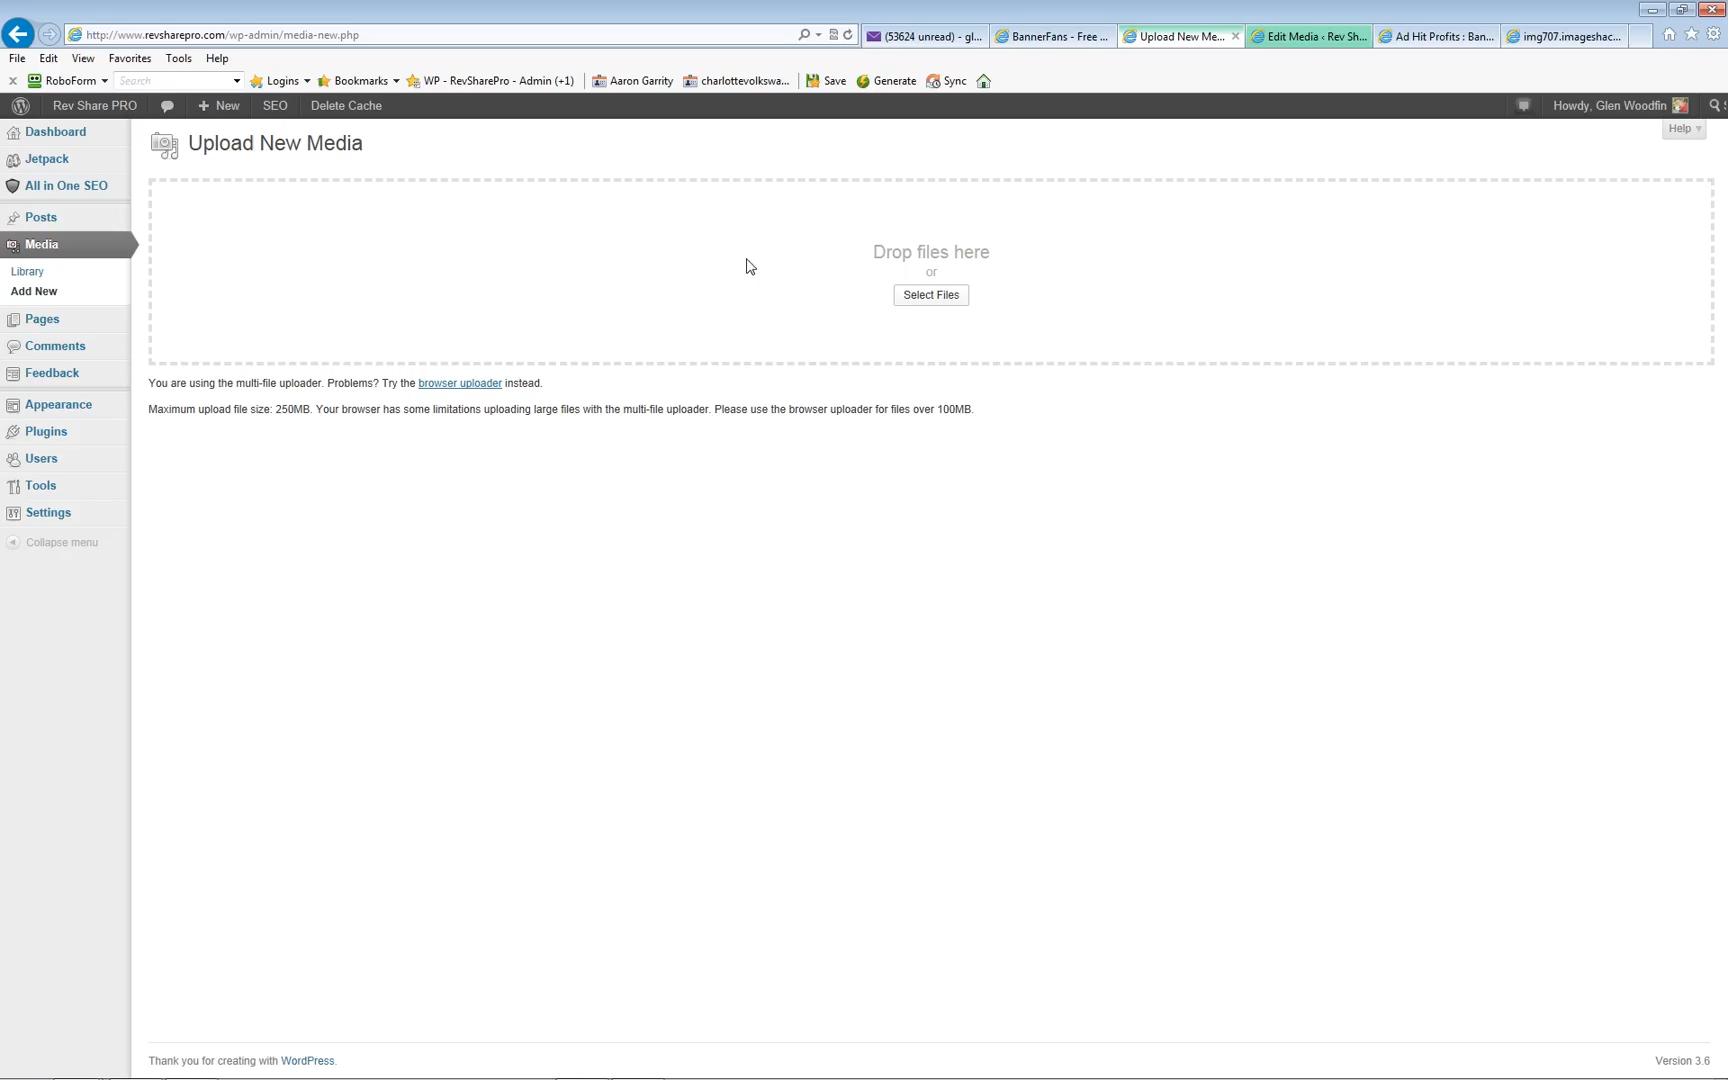 http://www.revsharepro.com/wp-admin/media-new.php
(53624 unread) - gl...
BannerFans - Free ...
Upload New Me...
Edit Media ‹ Rev Sh...
Ad Hit Profits : Ban...
img707.imageshac...
File Edit View Favorites Tools Help
RoboForm Search Logins Bookmarks WP - RevSharePro - Admin (+1) Aaron Garrity charlottevolkswa... Save Generate Sync
Rev Share PRO + New SEO Delete Cache Howdy, Glen Woodfin
Help
Upload New Media
Dashboard
Jetpack
All in One SEO
Posts
Media
Library
Add New
Pages
Comments
Feedback
Appearance
Plugins
Users
Tools
Settings
Collapse menu
Drop files here
or
Select Files
You are using the multi-file uploader. Problems? Try the browser uploader instead.
Maximum upload file size: 250MB. Your browser has some limitations uploading large files with the multi-file uploader. Please use the browser uploader for files over 100MB.
Thank you for creating with WordPress.
Version 3.6